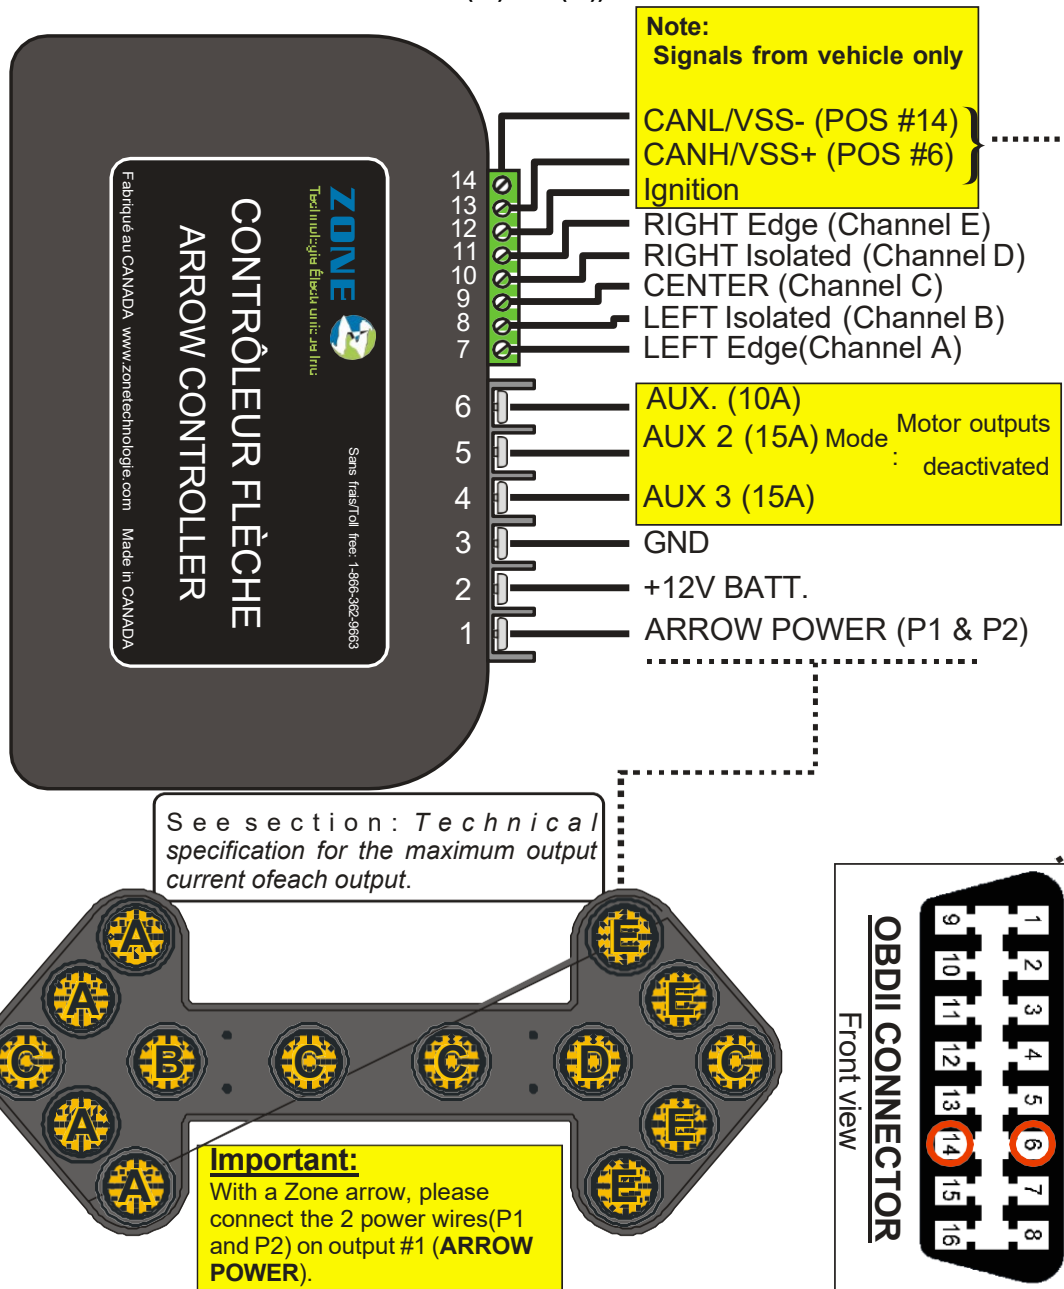 Note:
Signals from vehicle only
CANL/VSS- (POS #14)
CANH/VSS+ (POS #6)
Ignition
RIGHT Edge (Channel E)
RIGHT Isolated (Channel D)
CENTER (Channel C)
LEFT Isolated (Channel B)
LEFT Edge(Channel A)
14
13
12
11
10
9
8
7
6
5
4
3
2
1
AUX. (10A)
AUX 2 (15A) Mode :
Motor outputs
deactivated
AUX 3 (15A)
GND
+12V BATT.
ARROW POWER (P1 & P2)
ZONE
Technologie Électronique Inc.
CONTRÔLEUR FLÈCHE
ARROW CONTROLLER
Sans frais/Toll free: 1-866-362-9663
Fabriqué au CANADA www.zonetechnologie.com Made in CANADA
See section: Technical
specification for the maximum output
current ofeach output.
A
E
A
E
C
B
C
C
D
C
A
E
A
E
Important:
With a Zone arrow, please
connect the 2 power wires(P1
and P2) on output #1 (ARROW
POWER).
OBDII CONNECTOR
Front view
1
2
3
4
5
6
7
8
9
10
11
12
13
14
15
16